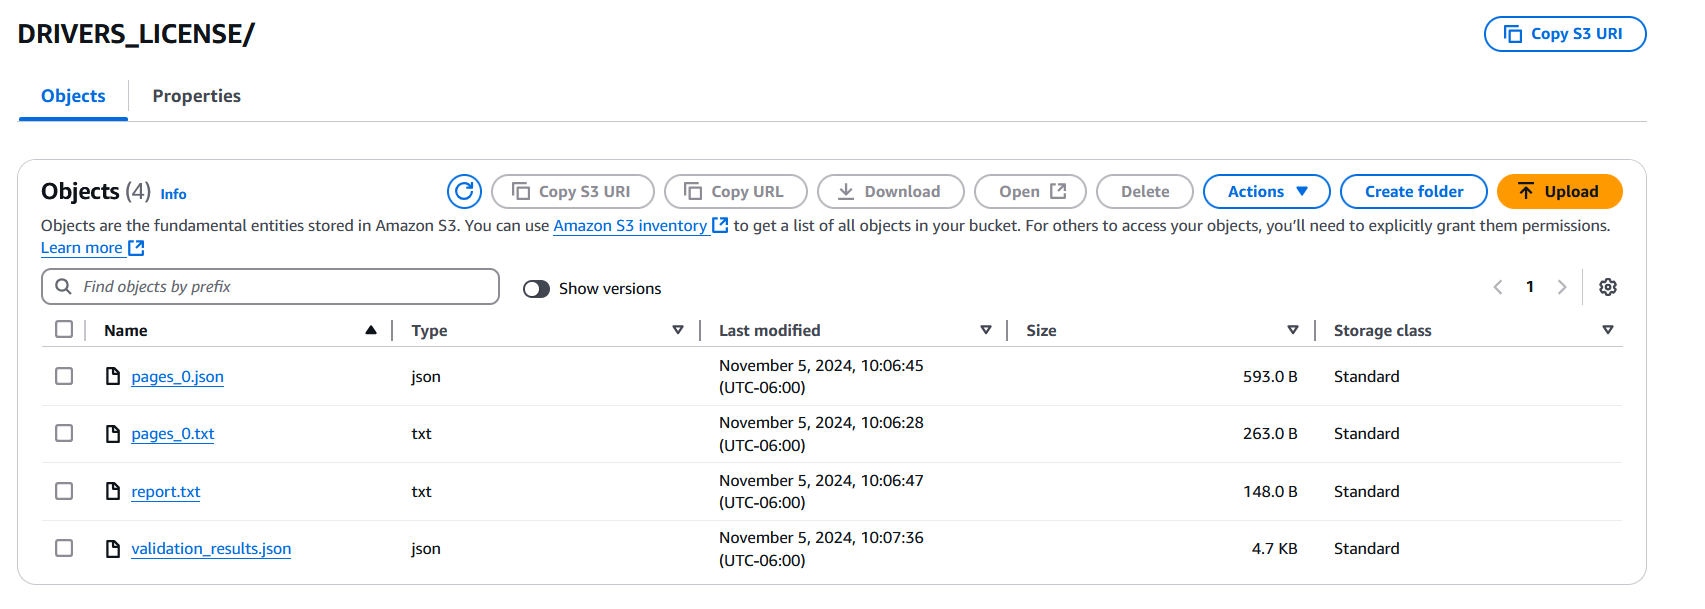 DRIVERS_LICENSE/
Copy S3 URI
Objects
Properties
Objects (4) Info
Copy S3 URI
Copy URL
Download
Open
Delete
Actions
Create folder
Upload
Objects are the fundamental entities stored in Amazon S3. You can use Amazon S3 inventory to get a list of all objects in your bucket. For others to access your objects, you'll need to explicitly grant them permissions.
Learn more
Find objects by prefix
Show versions
1
Name Type Last modified Size Storage class
pages_0.json json November 5, 2024, 10:06:45 (UTC-06:00) 593.0 B Standard
pages_0.txt txt November 5, 2024, 10:06:28 (UTC-06:00) 263.0 B Standard
report.txt txt November 5, 2024, 10:06:47 (UTC-06:00) 148.0 B Standard
validation_results.json json November 5, 2024, 10:07:36 (UTC-06:00) 4.7 KB Standard